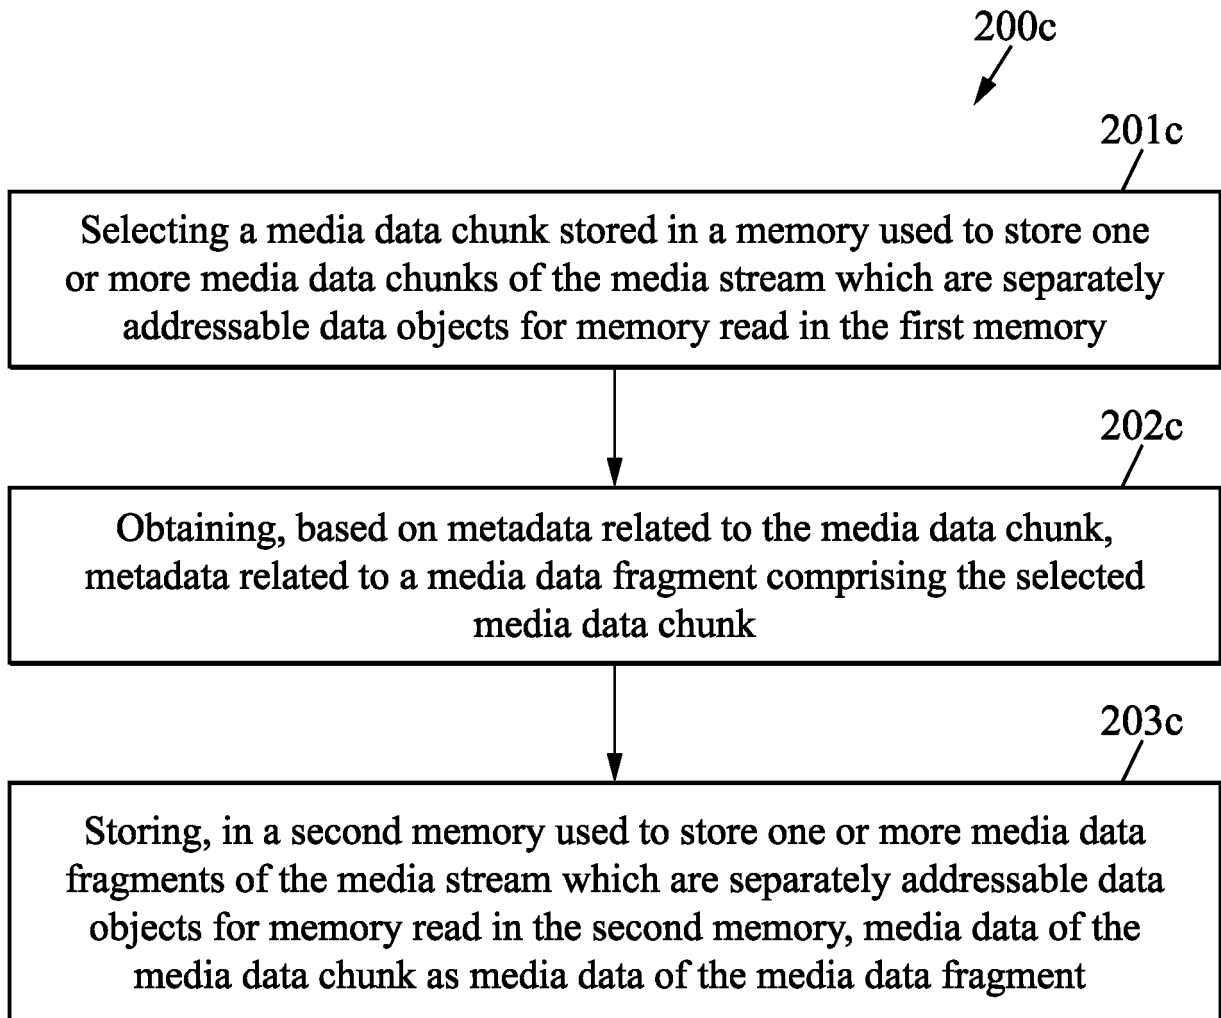 200c
201c
Selecting a media data chunk stored in a memory used to store one
or more media data chunks of the media stream which are separately
addressable data objects for memory read in the first memory
202c
Obtaining, based on metadata related to the media data chunk,
metadata related to a media data fragment comprising the selected
media data chunk
203c
Storing, in a second memory used to store one or more media data
fragments of the media stream which are separately addressable data
objects for memory read in the second memory, media data of the
media data chunk as media data of the media data fragment